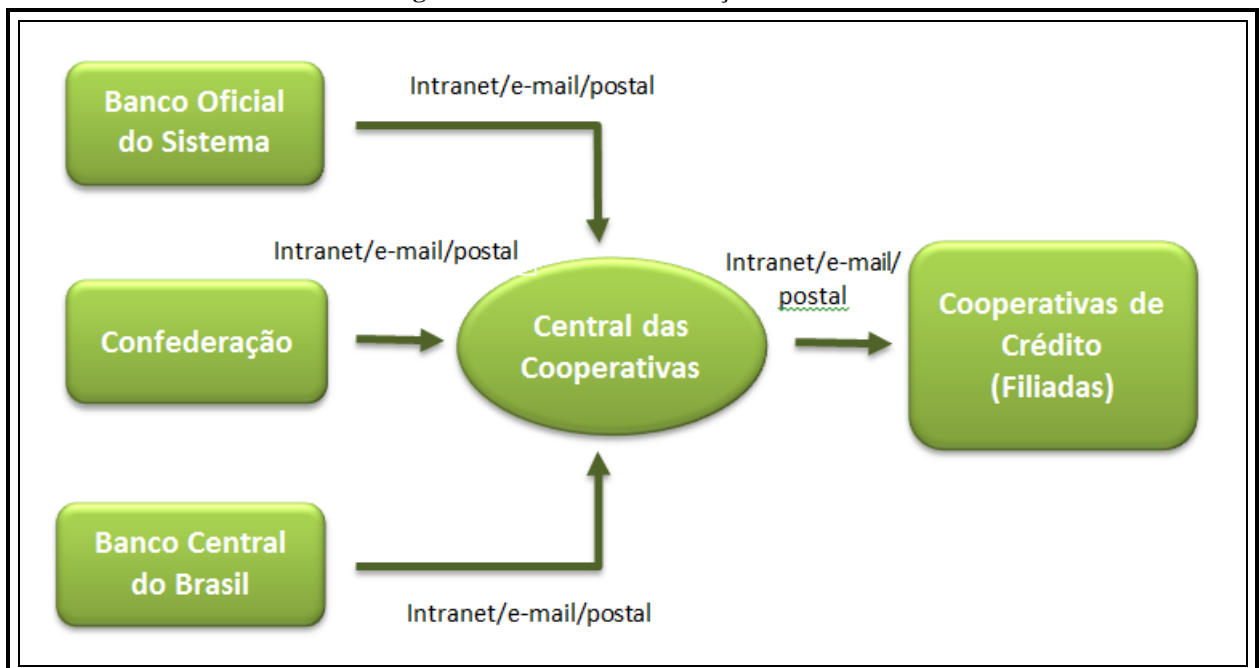 Intranet/e-mail/postal
Banco Oficial
do Sistema
Intranet/e-mail/postal
Confederação
Central das
Cooperativas
Intranet/e-mail/
postal
Cooperativas de
Crédito
(Filiadas)
Banco Central
do Brasil
Intranet/e-mail/postal